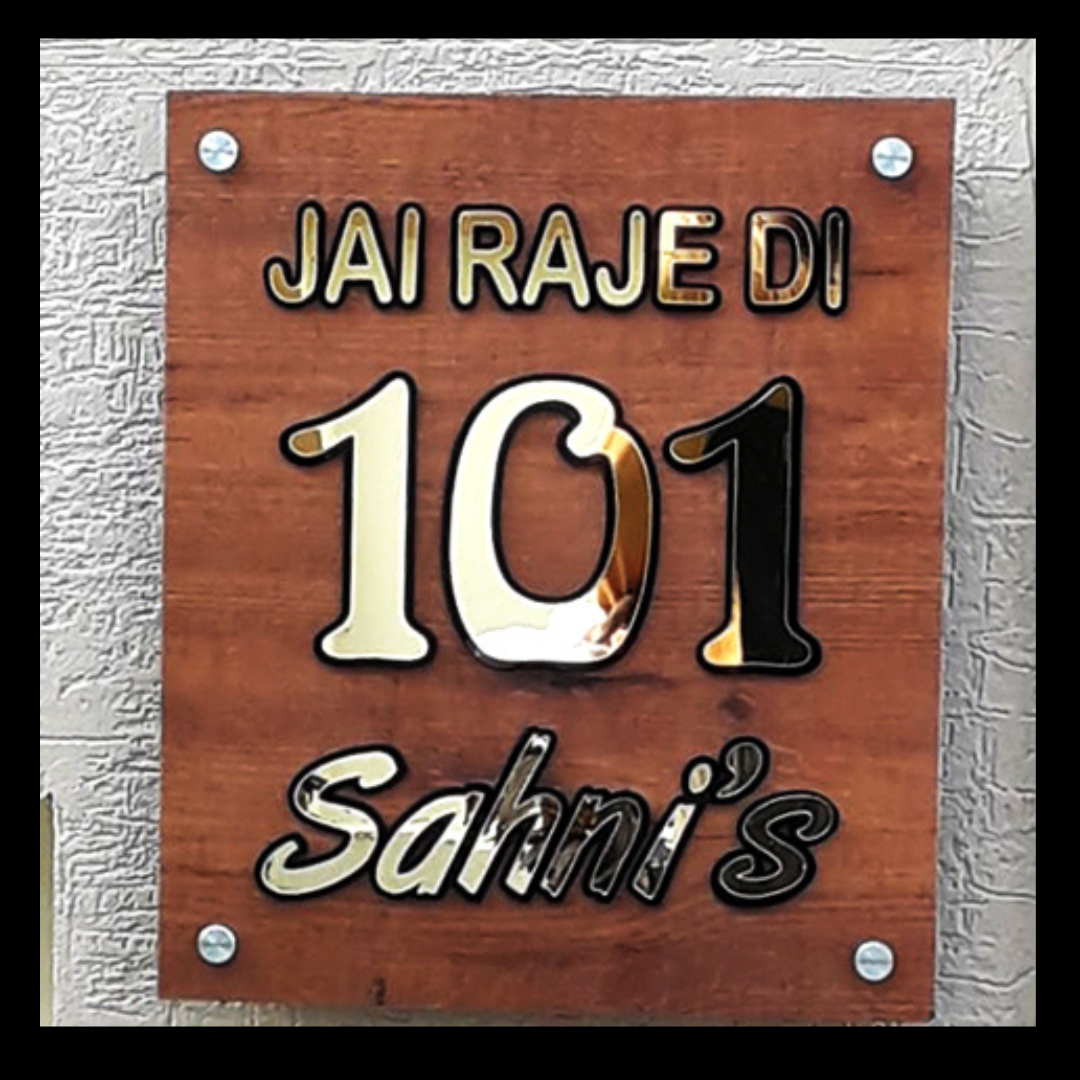 JAI RAJE DI
101
Sahni's